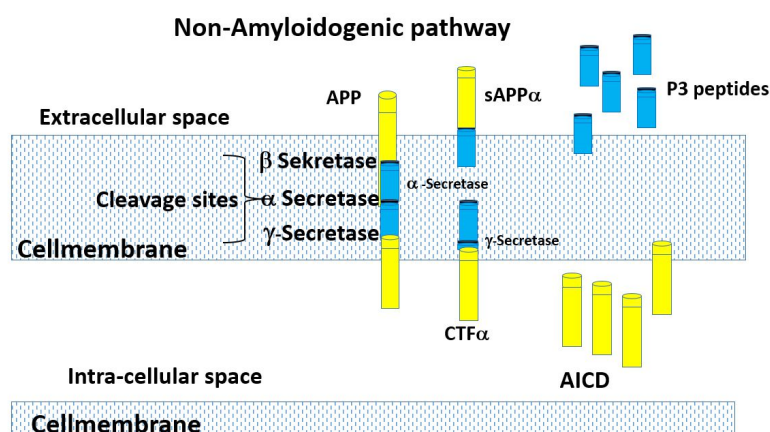 Non-Amyloidogenic pathway
APP
sAPPα
P3 peptides
Extracellular space
β Sekretase
α -Secretase
Cleavage sites
α Secretase
γ-Secretase
γ-Secretase
Cellmembrane
CTFα
Intra-cellular space
AICD
Cellmembrane